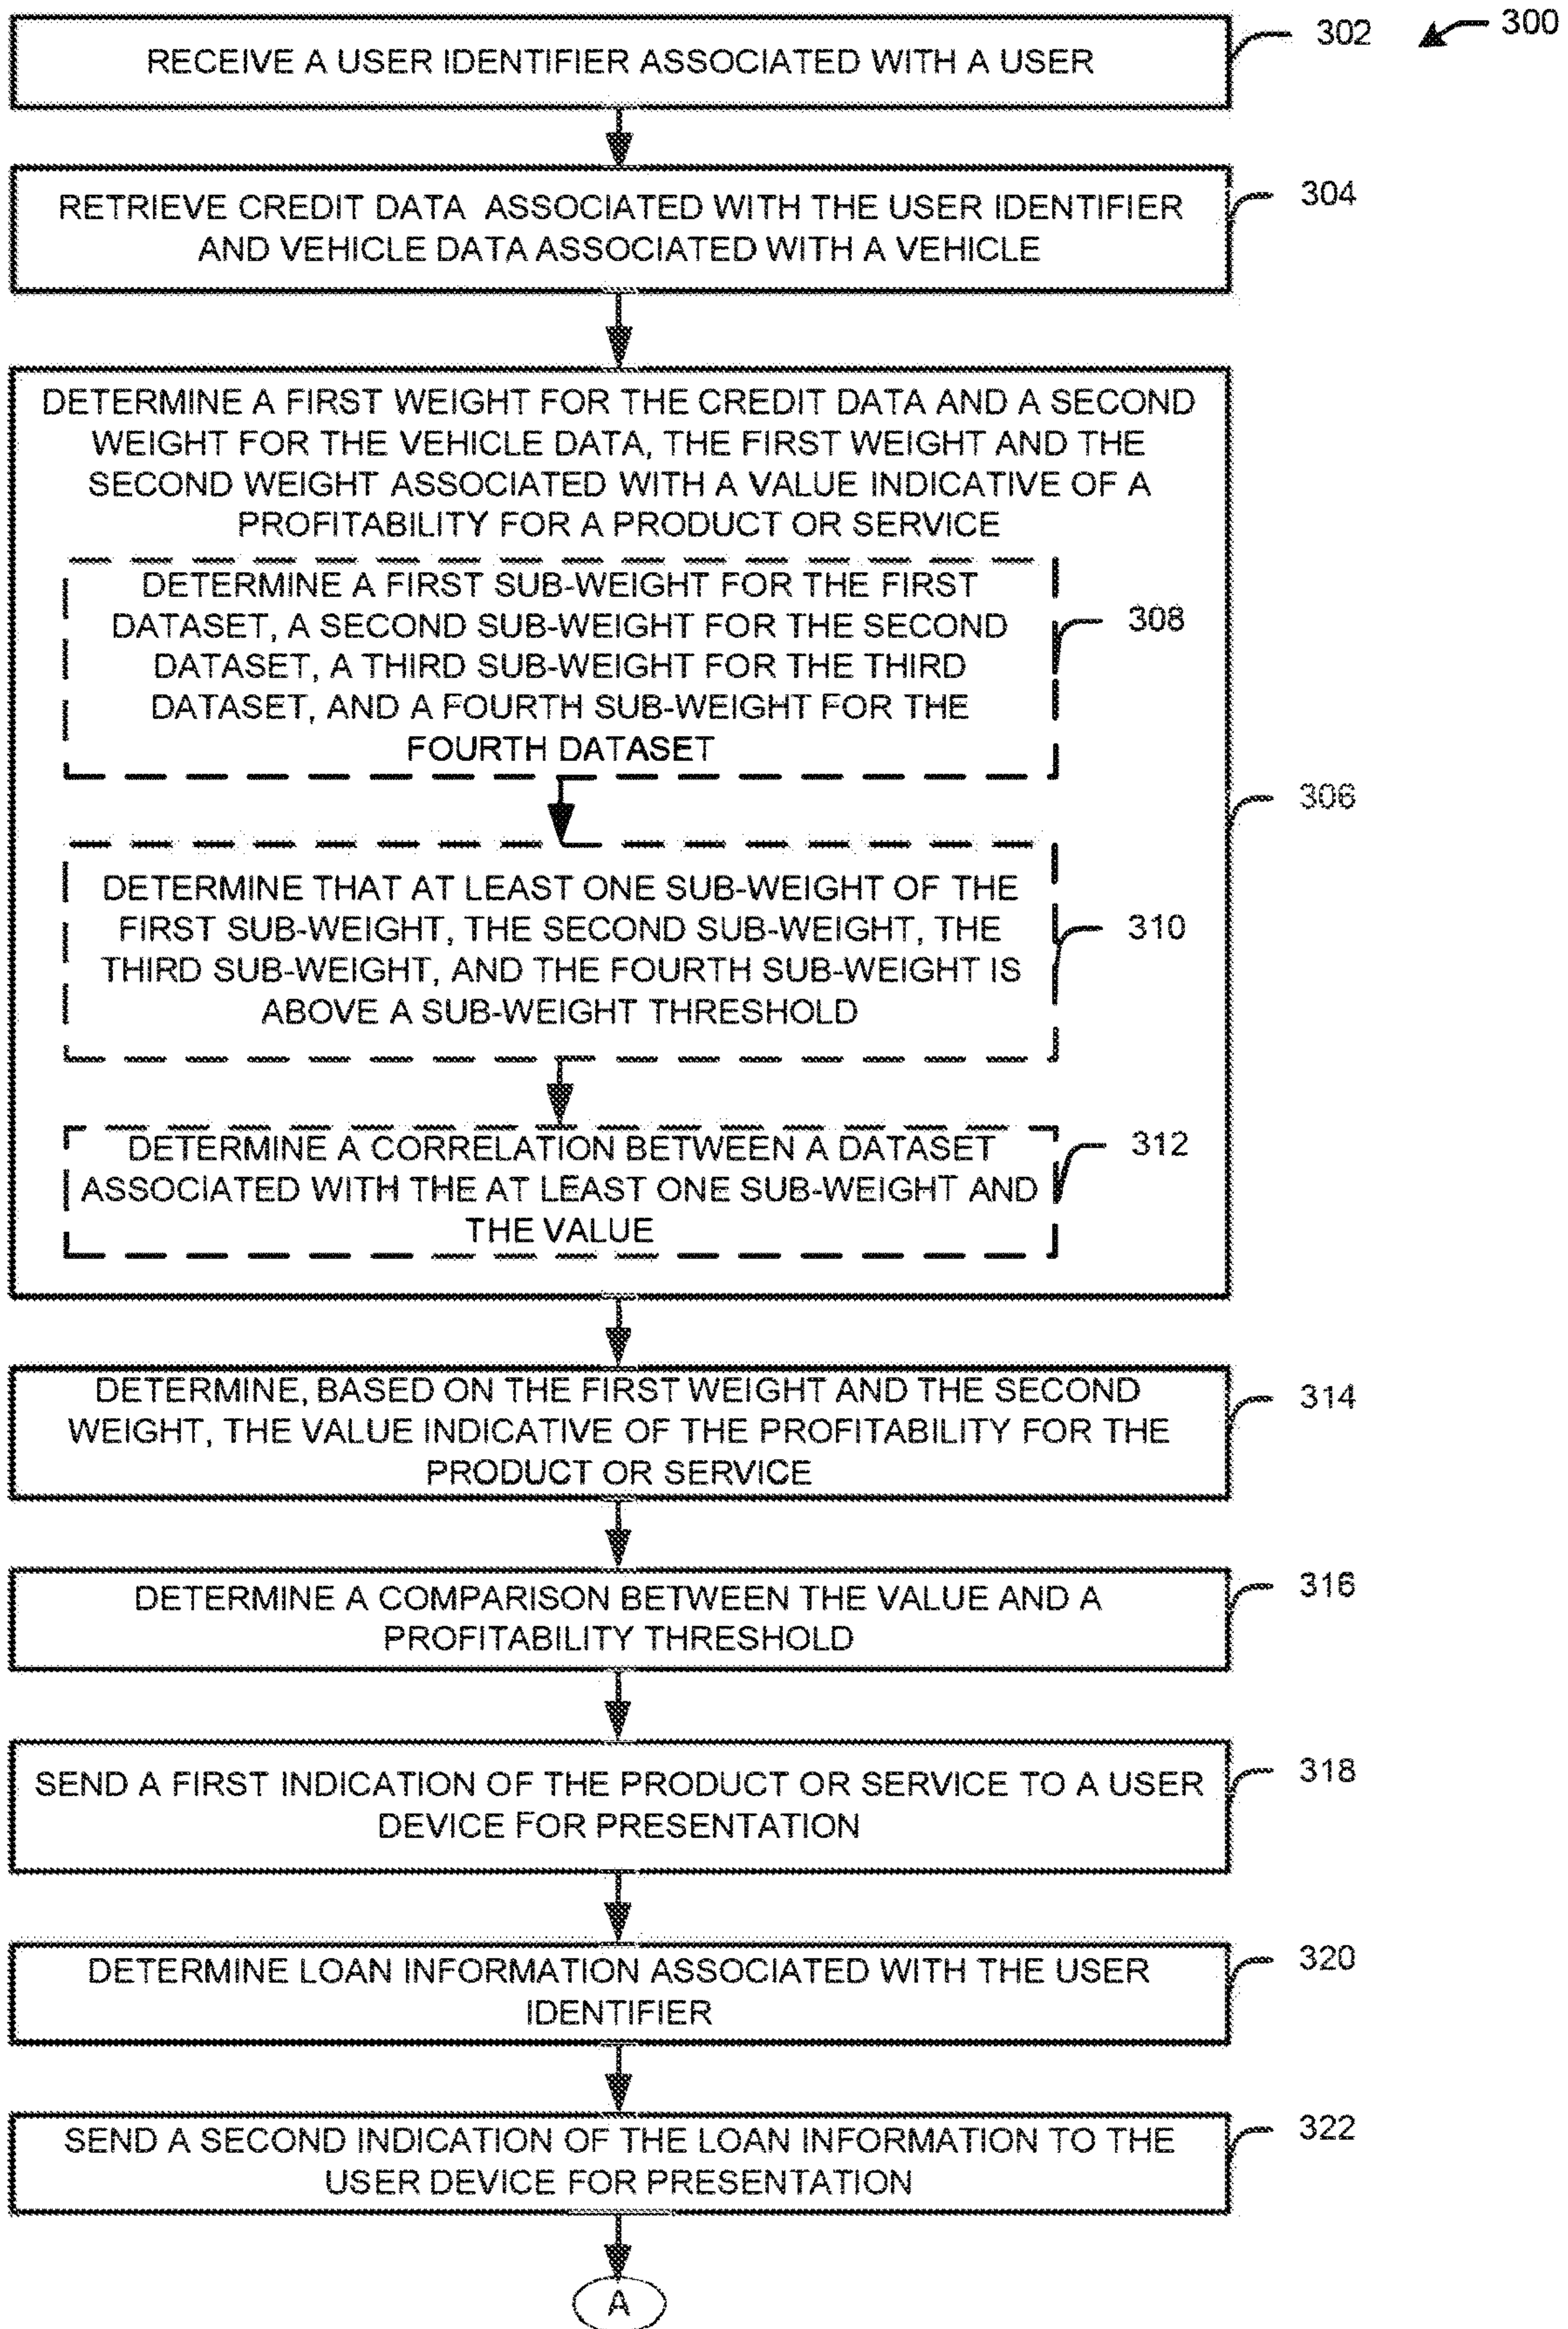 300
RECEIVE A USER IDENTIFIER ASSOCIATED WITH A USER
302
RETRIEVE CREDIT DATA ASSOCIATED WITH THE USER IDENTIFIER
AND VEHICLE DATA ASSOCIATED WITH A VEHICLE
304
DETERMINE A FIRST WEIGHT FOR THE CREDIT DATA AND A SECOND
WEIGHT FOR THE VEHICLE DATA, THE FIRST WEIGHT AND THE
SECOND WEIGHT ASSOCIATED WITH A VALUE INDICATIVE OF A
PROFITABILITY FOR A PRODUCT OR SERVICE
306
DETERMINE A FIRST SUB-WEIGHT FOR THE FIRST
DATASET, A SECOND SUB-WEIGHT FOR THE SECOND
DATASET, A THIRD SUB-WEIGHT FOR THE THIRD
DATASET, AND A FOURTH SUB-WEIGHT FOR THE
FOURTH DATASET
308
DETERMINE THAT AT LEAST ONE SUB-WEIGHT OF THE
FIRST SUB-WEIGHT, THE SECOND SUB-WEIGHT, THE
THIRD SUB-WEIGHT, AND THE FOURTH SUB-WEIGHT IS
ABOVE A SUB-WEIGHT THRESHOLD
310
DETERMINE A CORRELATION BETWEEN A DATASET
ASSOCIATED WITH THE AT LEAST ONE SUB-WEIGHT AND
THE VALUE
312
DETERMINE, BASED ON THE FIRST WEIGHT AND THE SECOND
WEIGHT, THE VALUE INDICATIVE OF THE PROFITABILITY FOR THE
PRODUCT OR SERVICE
314
DETERMINE A COMPARISON BETWEEN THE VALUE AND A
PROFITABILITY THRESHOLD
316
SEND A FIRST INDICATION OF THE PRODUCT OR SERVICE TO A USER
DEVICE FOR PRESENTATION
318
DETERMINE LOAN INFORMATION ASSOCIATED WITH THE USER
IDENTIFIER
320
SEND A SECOND INDICATION OF THE LOAN INFORMATION TO THE
USER DEVICE FOR PRESENTATION
322
A